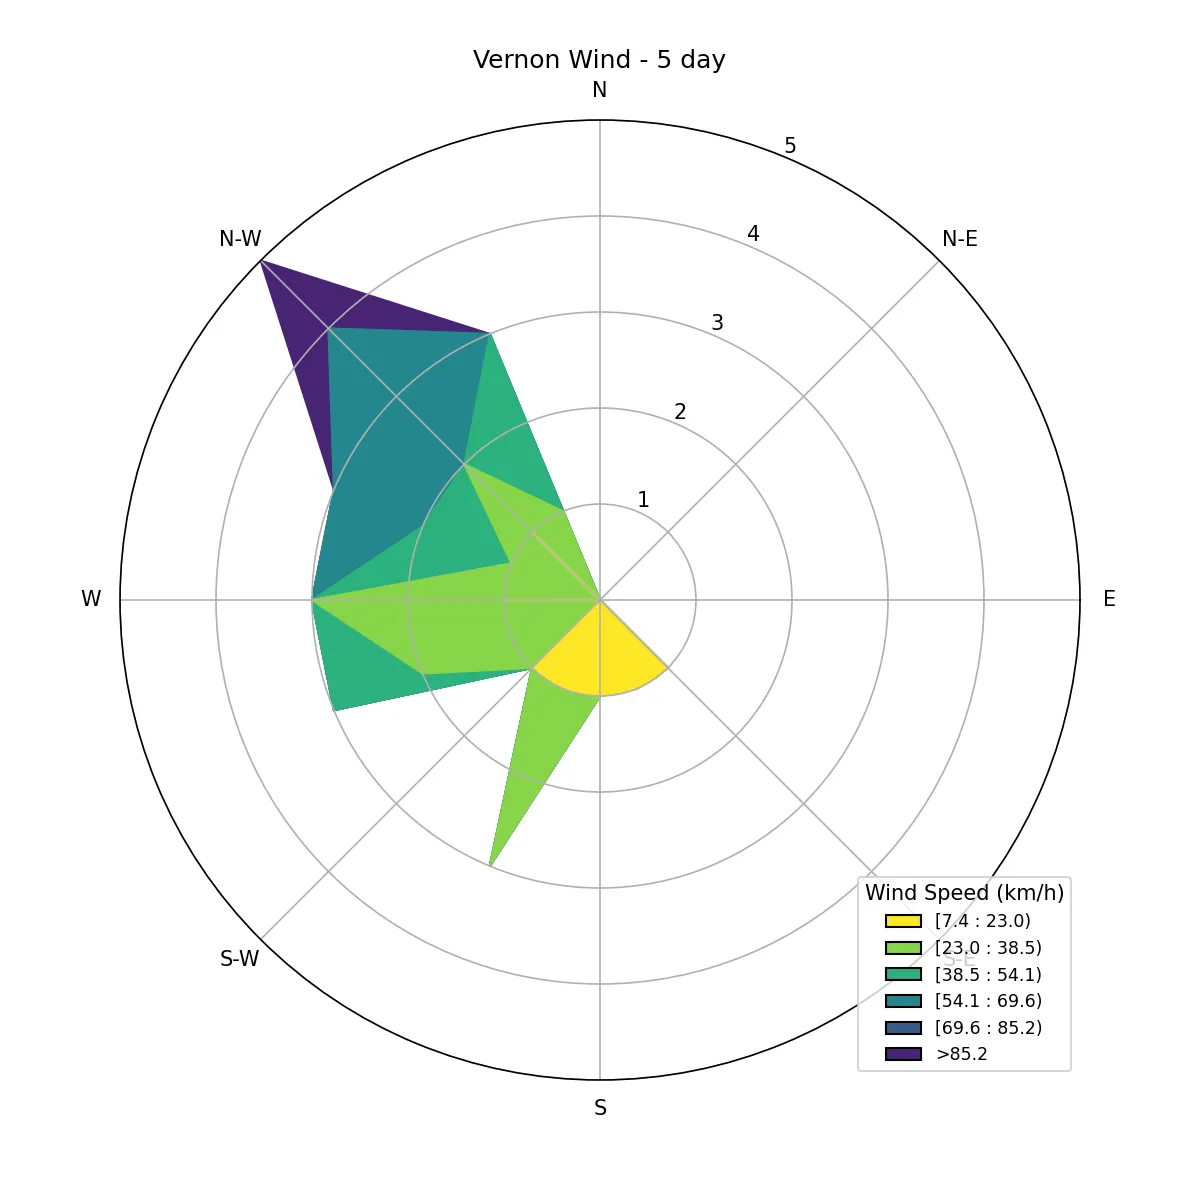 Vernon Wind - 5 day
N
5
N-W
4
N-E
3
2
1
W
E
S-W
S-E
S
Wind Speed (km/h)
[7.4 : 23.0)
[23.0 : 38.5)
[38.5 : 54.1)
[54.1 : 69.6)
[69.6 : 85.2)
>85.2